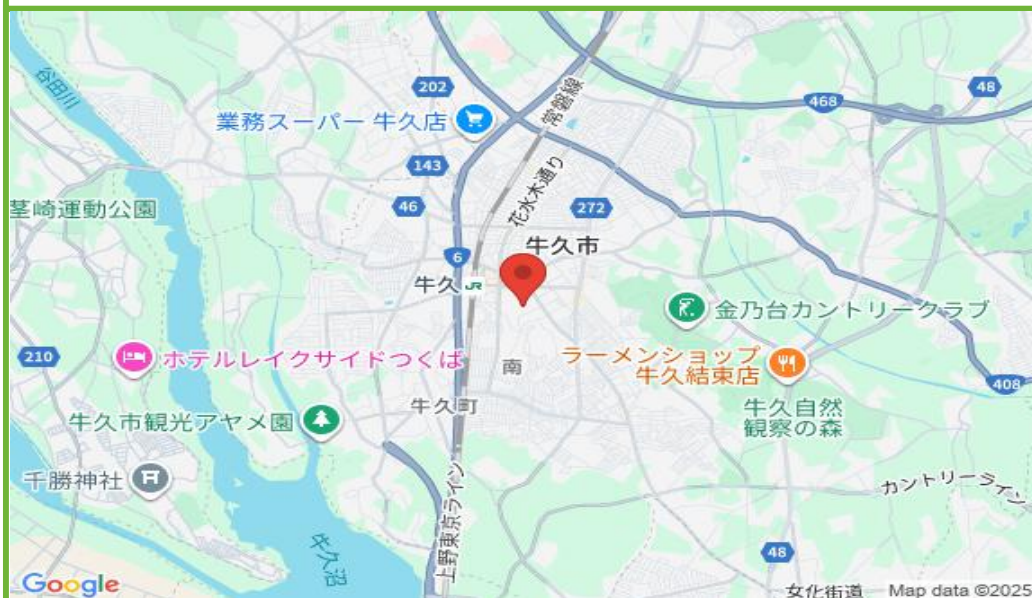 谷田川
202
業務スーパー 牛久店
常磐線
468
48
143
花水木通り
46
272
茎崎運動公園
6
牛久市
牛久
JR
金乃台カントリークラブ
210
ホテルレイクサイドつくば
南
ラーメンショップ
牛久結束店
408
牛久町
牛久市観光アヤメ園
牛久自然
観察の森
千勝神社
上野東京ライン
カントリーライン
牛久沼
48
Google
女化街道
Map data ©2025